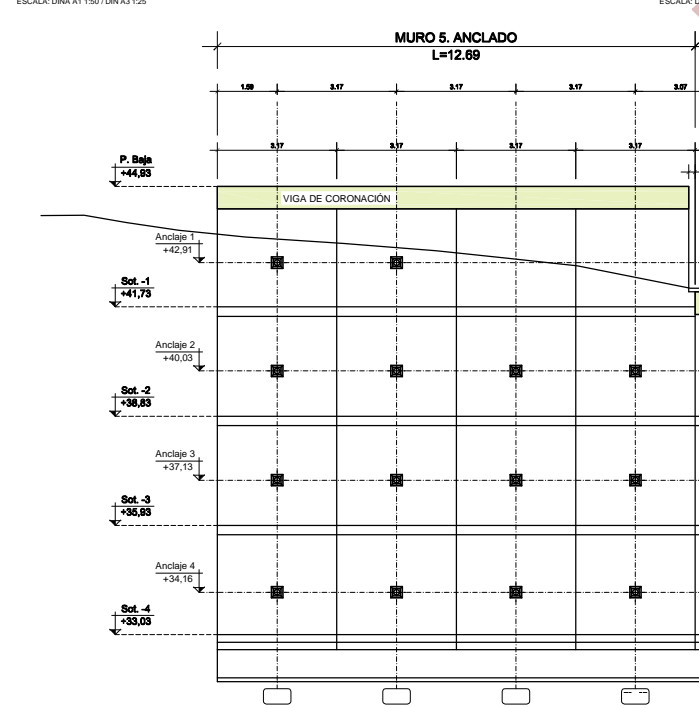 ESCALA: DINA A1 1:50 / DIN A3 1:25
ESCALA: D
MURO 5. ANCLADO
L=12.69
1.59 3.17 3.17 3.17 3.07
3.17 3.17 3.17 3.17
P. Baja
+44,93
VIGA DE CORONACIÓN
Anclaje 1
+42,91
Sot. -1
+41,73
Anclaje 2
+40,03
Sot. -2
+38,83
Anclaje 3
+37,13
Sot. -3
+35,93
Anclaje 4
+34,16
Sot. -4
+33,03